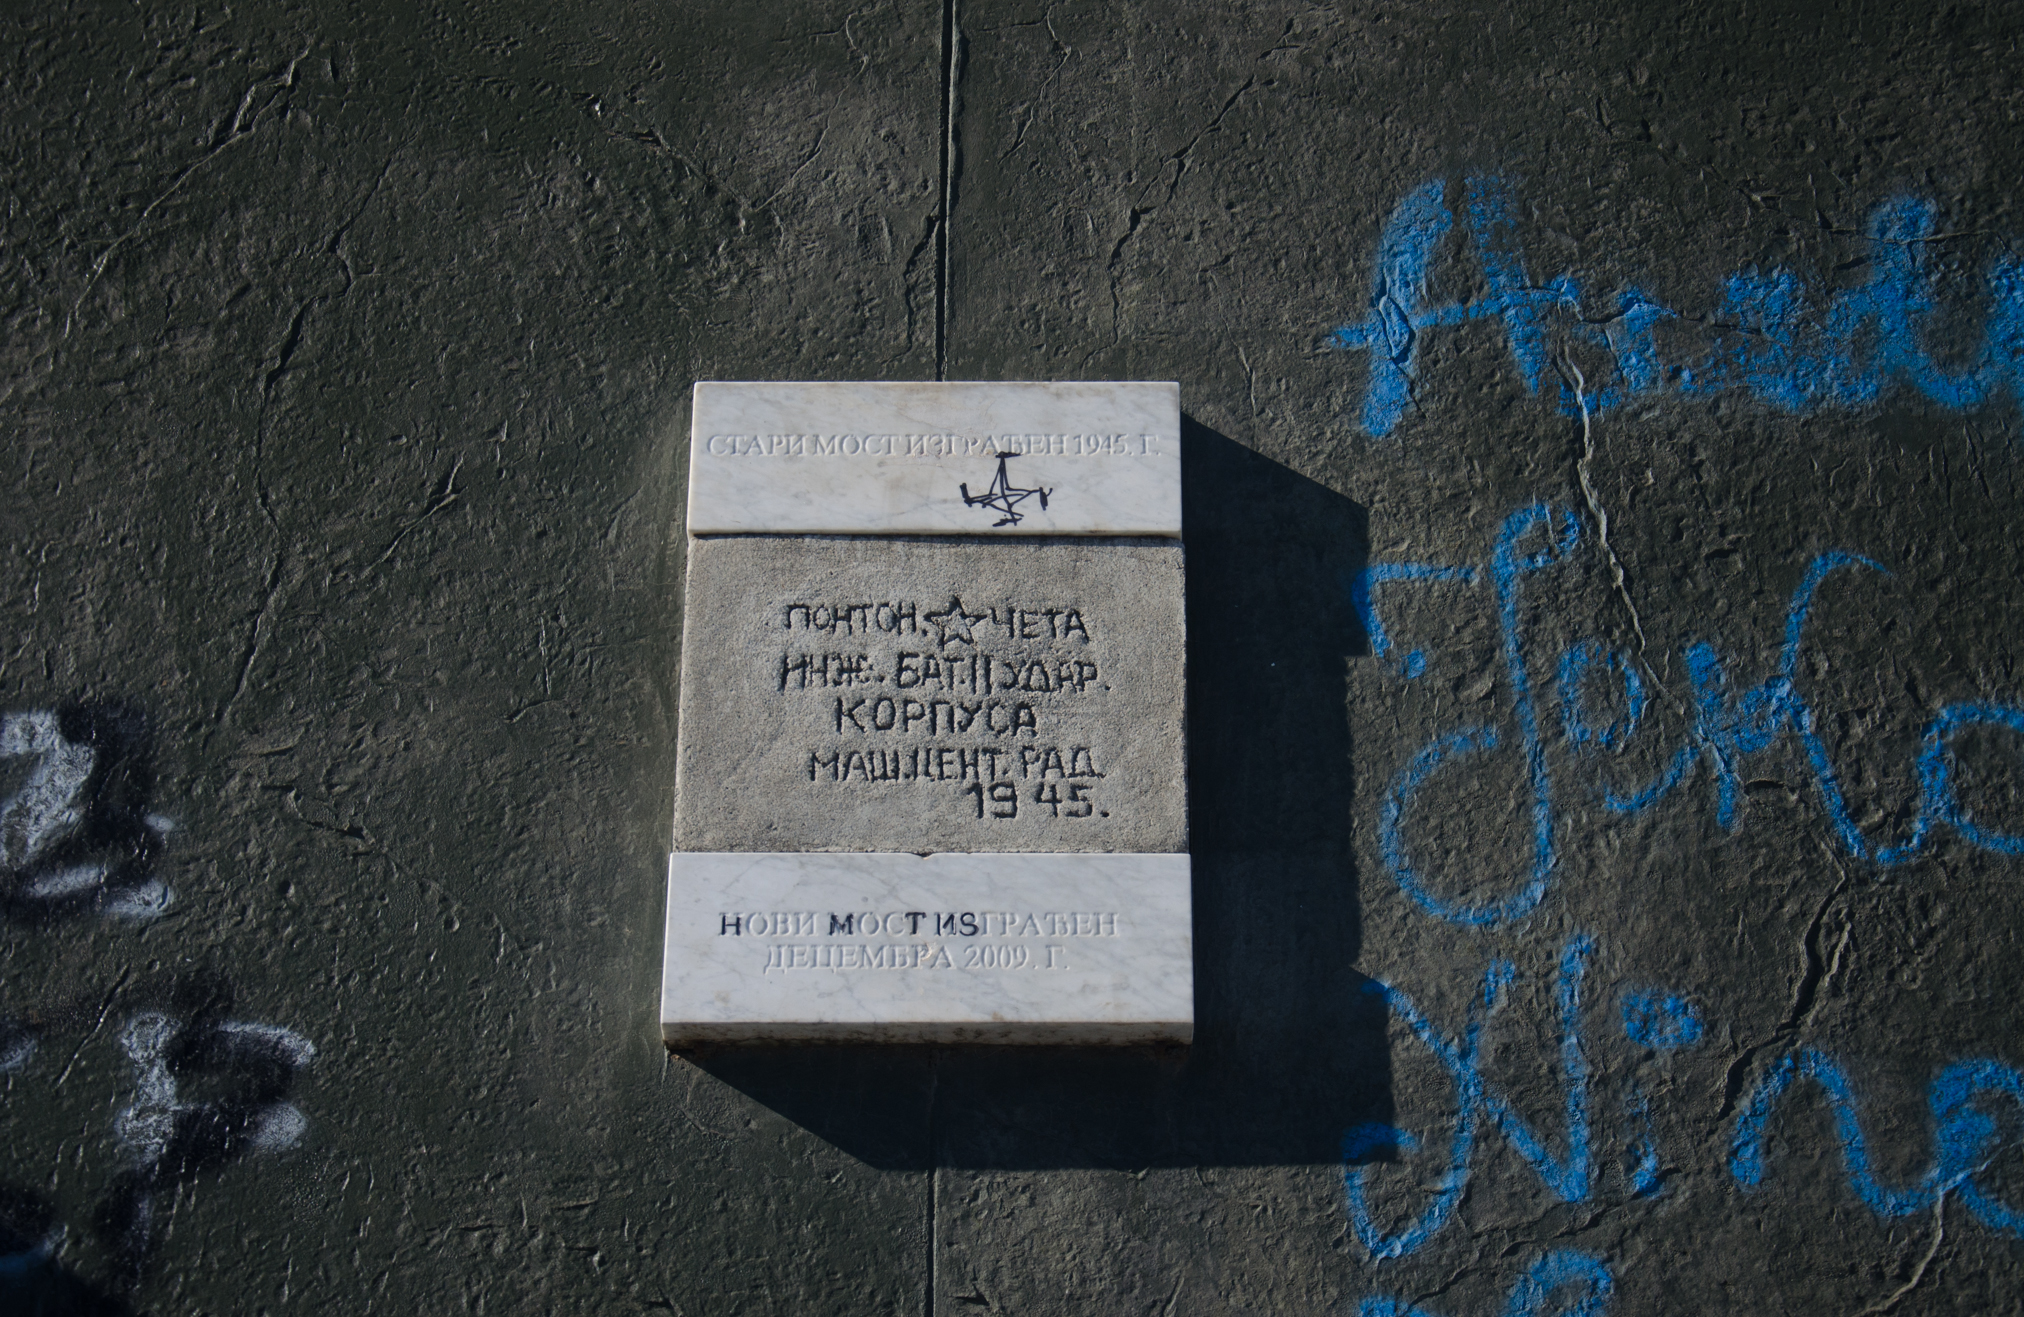 СТАРИ МОСТ ИЗГРАЂЕН 1945. Г.
ПОНТОН. ЧЕТА
ИНЖ. БАТ. II УДАР.
КОРПУСА
МАШ. ЦЕНТ. РАД.
1945.
НОВИ МОСТ ИЗГРАЂЕН
ДЕЦЕМБРА 2009. Г.